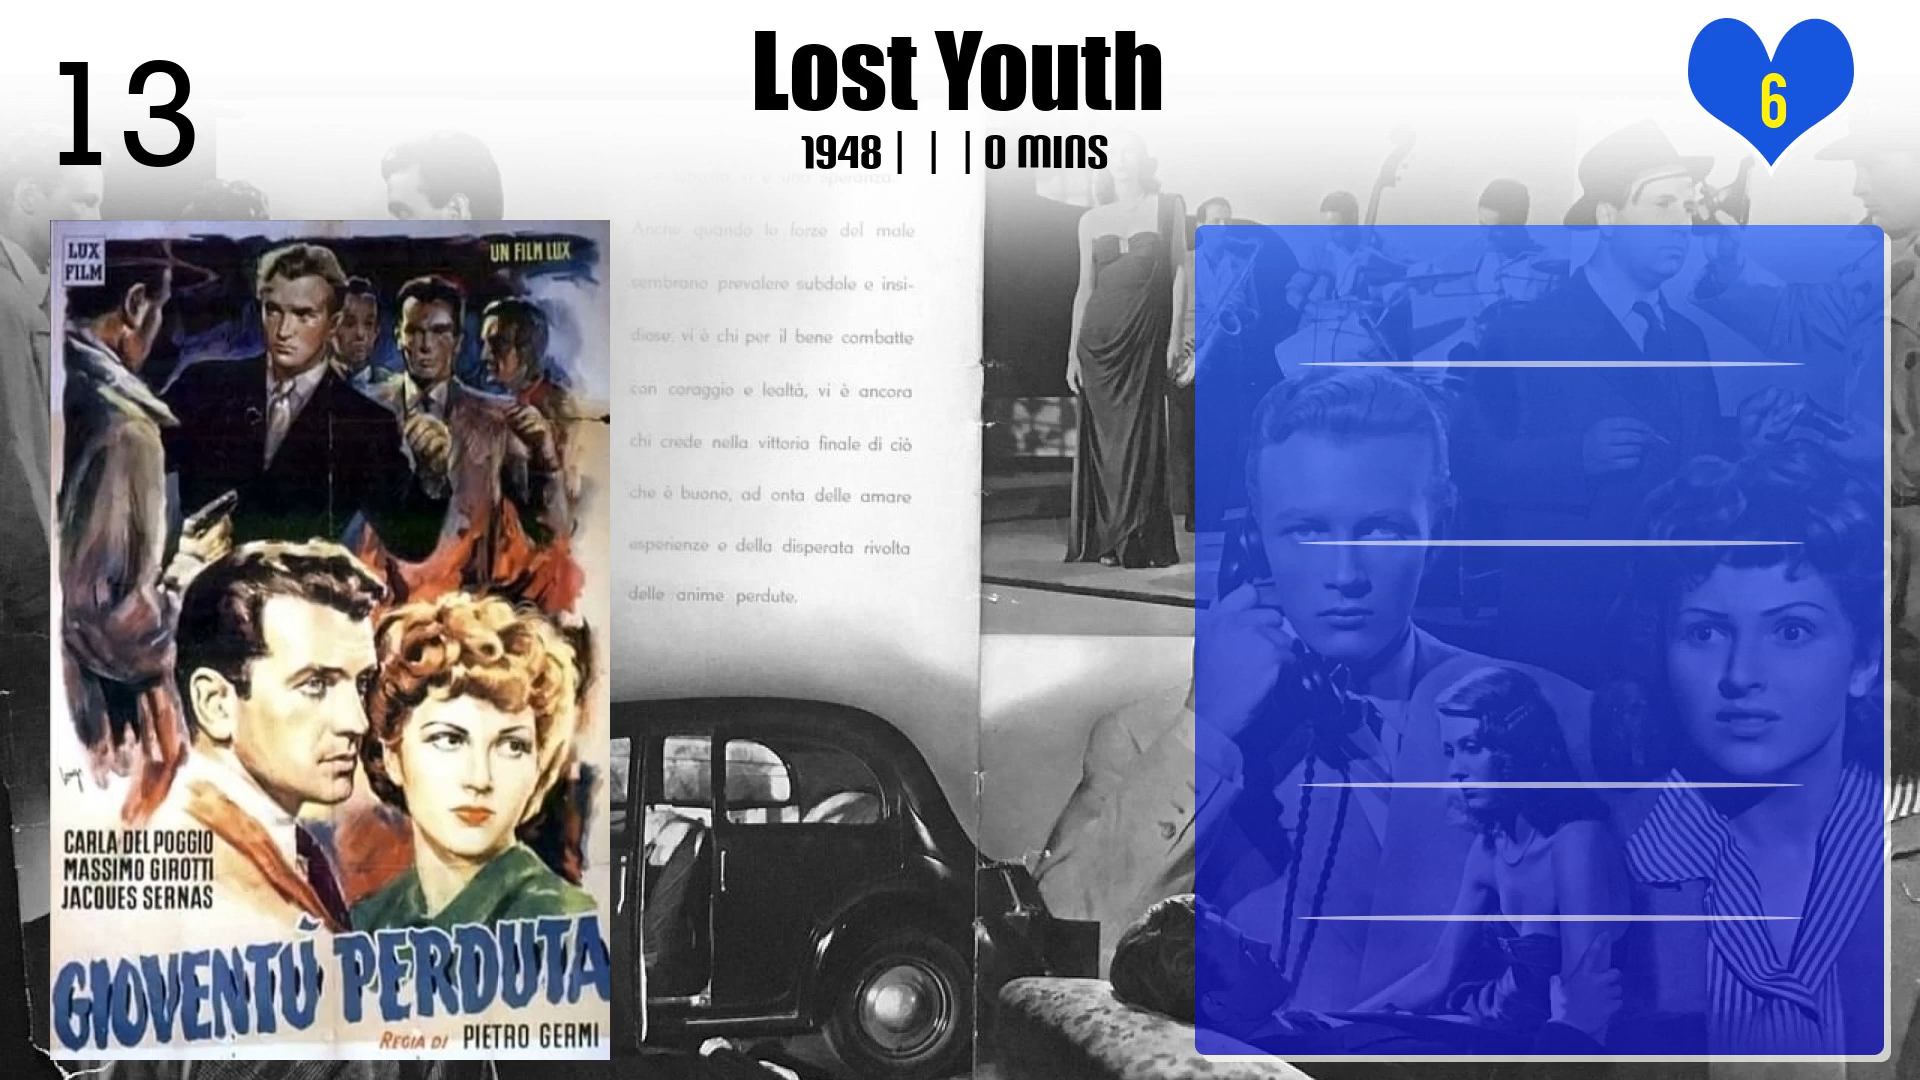 13
Lost Youth
1948 | | | 0 MINS
6
LUX
FILM
UN FILM LUX
CARLA DEL POGGIO
MASSIMO GIROTTI
JACQUES SERNAS
GIOVENTÙ PERDUTA
REGIA DI PIETRO GERMI
vi è una speranza.
Anche quando le forze del male
sembrano prevalere subdole e insi-
diose, vi è chi per il bene combatte
con coraggio e lealtà, vi è ancora
chi crede nella vittoria finale di ciò
che è buono, ad onta delle amare
esperienze e della disperata rivolta
delle anime perdute.